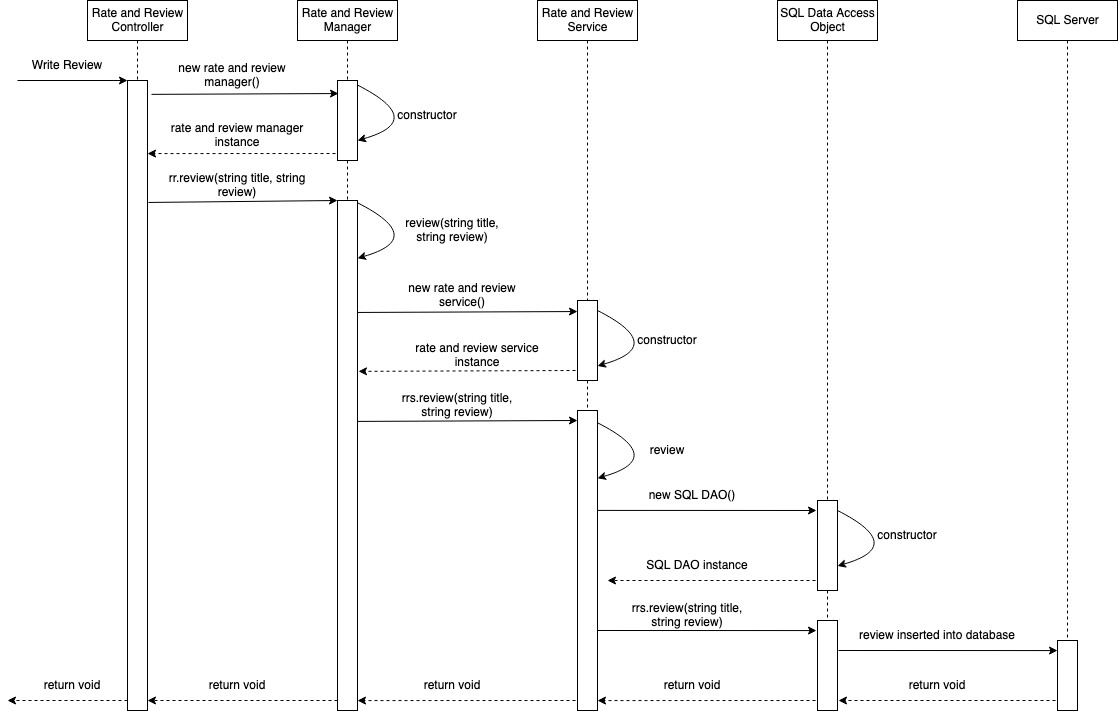 Rate and Review
Controller
Rate and Review
Manager
Rate and Review
Service
SQL Data Access
Object
SQL Server
Write Review
new rate and review
manager()
constructor
rate and review manager
instance
rr.review(string title, string
review)
review(string title,
string review)
new rate and review
service()
constructor
rate and review service
instance
rrs.review(string title,
string review)
review
new SQL DAO()
constructor
SQL DAO instance
rrs.review(string title,
string review)
review inserted into database
return void
return void
return void
return void
return void